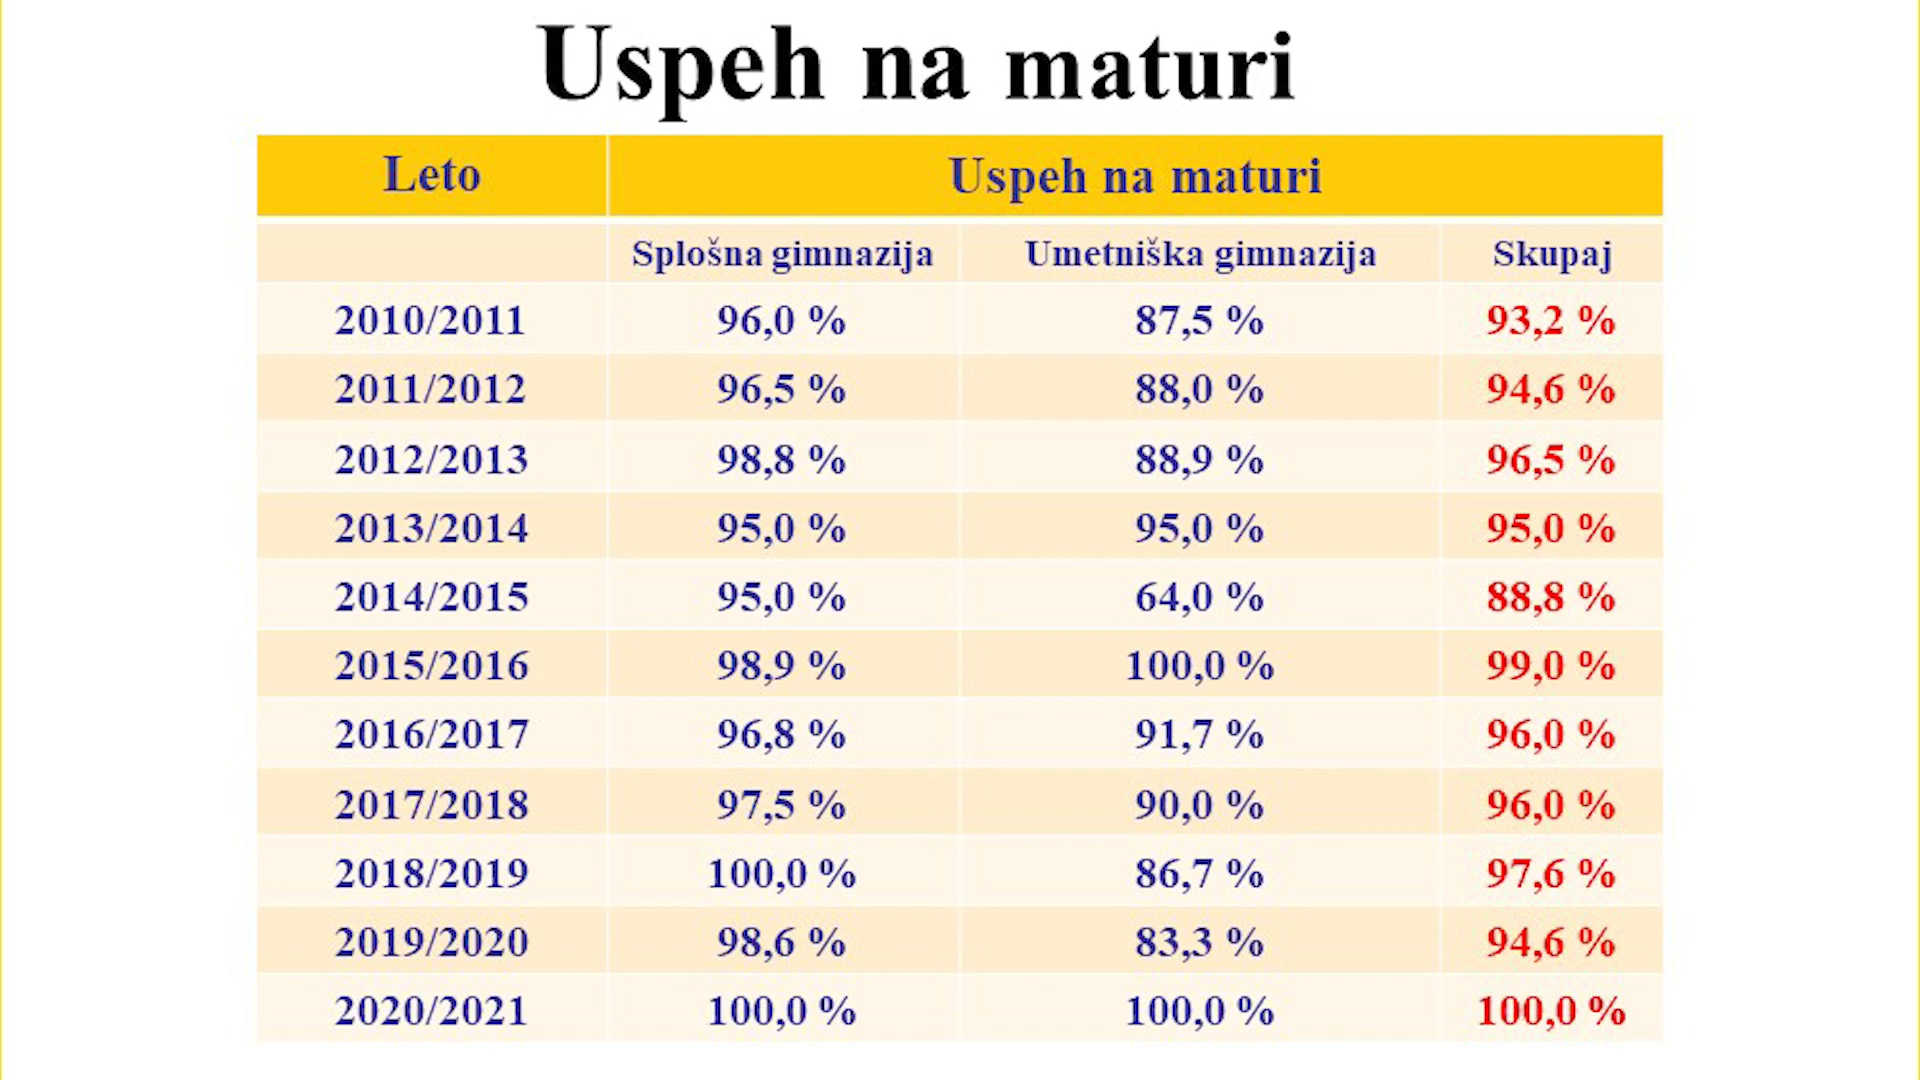 Uspeh na maturi
Leto Uspeh na maturi
Splošna gimnazija Umetniška gimnazija Skupaj
2010/2011 96,0 % 87,5 % 93,2 %
2011/2012 96,5 % 88,0 % 94,6 %
2012/2013 98,8 % 88,9 % 96,5 %
2013/2014 95,0 % 95,0 % 95,0 %
2014/2015 95,0 % 64,0 % 88,8 %
2015/2016 98,9 % 100,0 % 99,0 %
2016/2017 96,8 % 91,7 % 96,0 %
2017/2018 97,5 % 90,0 % 96,0 %
2018/2019 100,0 % 86,7 % 97,6 %
2019/2020 98,6 % 83,3 % 94,6 %
2020/2021 100,0 % 100,0 % 100,0 %